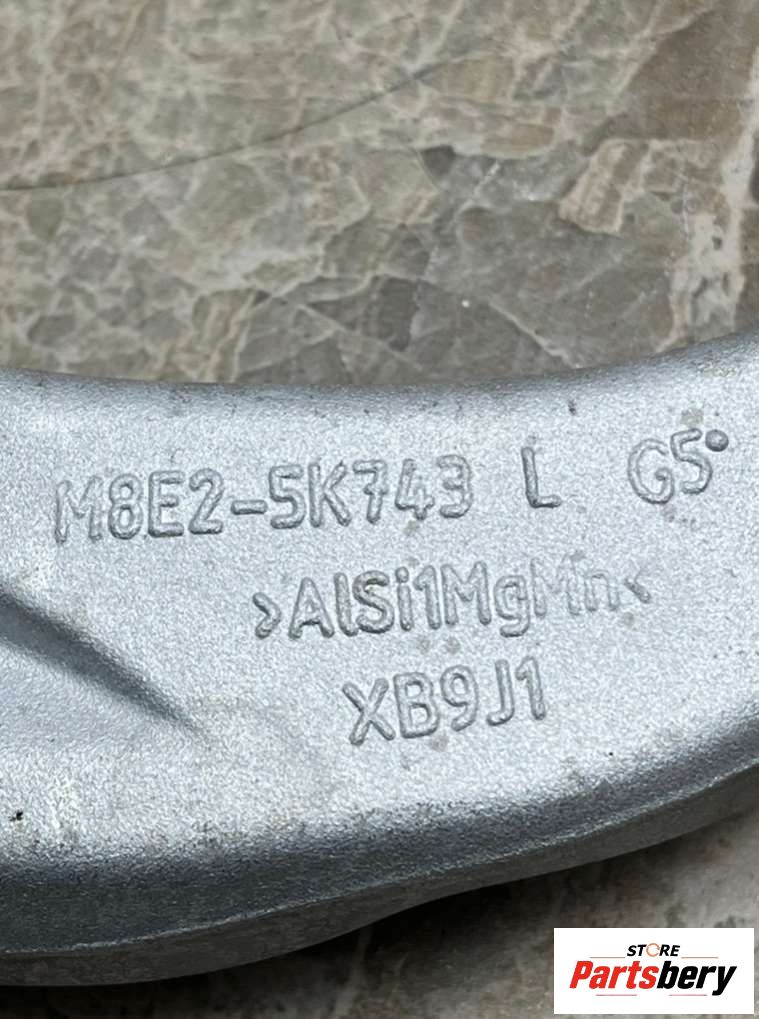 M8E2-5K743 L G5
>AlSi1MgMn<
XB9J1
STORE
Partsbery